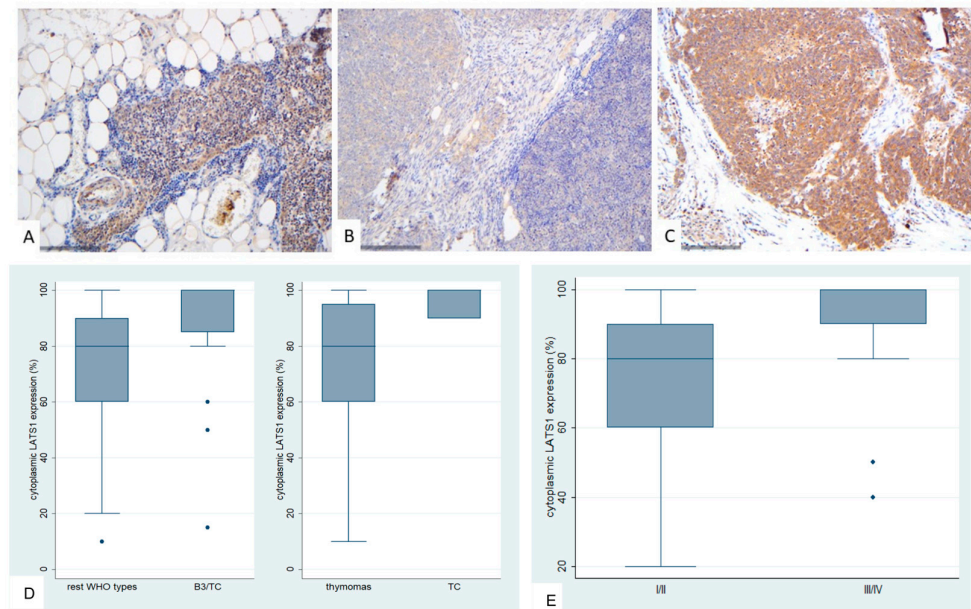 A
B
C
cytoplasmic LATS1 expression (%)
100
80
60
40
20
0
rest WHO types
B3/TC
cytoplasmic LATS1 expression (%)
100
80
60
40
20
0
thymomas
TC
D
cytoplasmic LATS1 expression (%)
100
80
60
40
20
I/II
III/IV
E